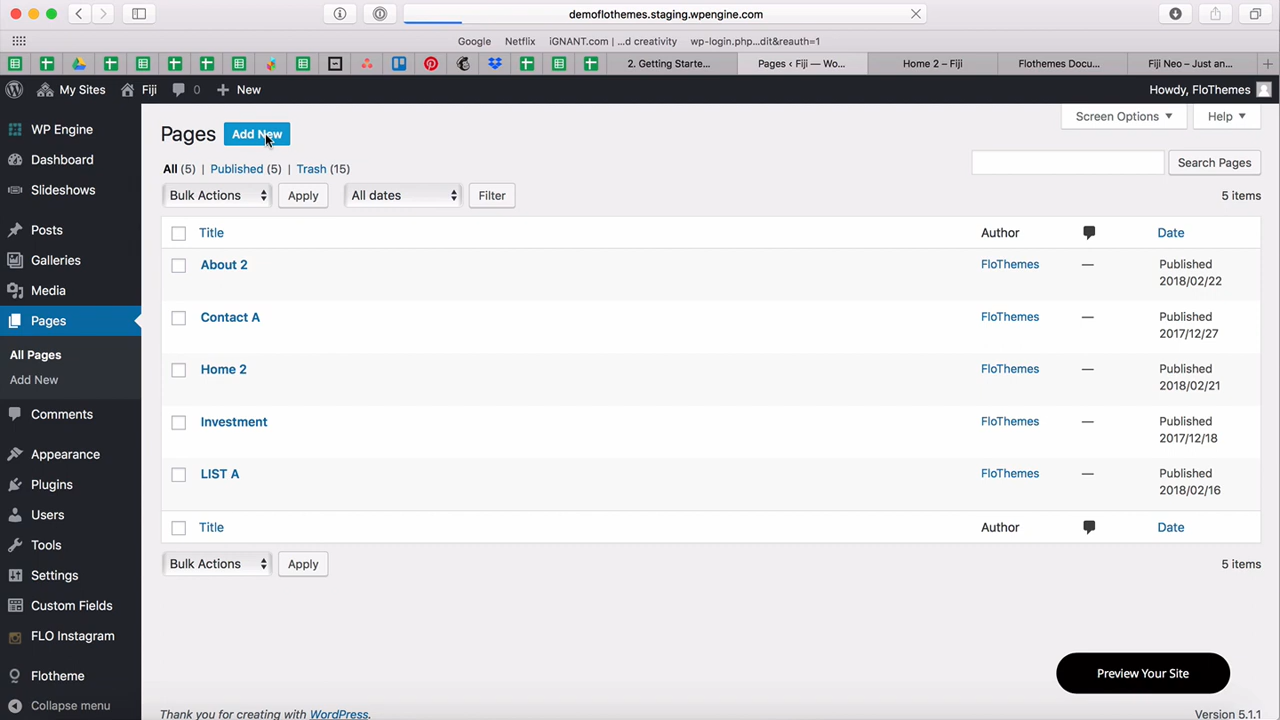 demoflothemes.staging.wpengine.com
Google Netflix iGNANT.com | ...d creativity wp-login.php...dit&reauth=1
2. Getting Starte... Pages ‹ Fiji — Wo... Home 2 – Fiji Flothemes Docu... Fiji Neo – Just an...
My Sites Fiji 0 New Howdy, FloThemes
WP Engine
Dashboard
Slideshows
Posts
Galleries
Media
Pages
All Pages
Add New
Comments
Appearance
Plugins
Users
Tools
Settings
Custom Fields
FLO Instagram
Flotheme
Collapse menu
Screen Options Help
Pages Add New
All (5) | Published (5) | Trash (15)
Search Pages
Bulk Actions Apply All dates Filter 5 items
Title Author Date
About 2 FloThemes — Published
2018/02/22
Contact A FloThemes — Published
2017/12/27
Home 2 FloThemes — Published
2018/02/21
Investment FloThemes — Published
2017/12/18
LIST A FloThemes — Published
2018/02/16
Title Author Date
Bulk Actions Apply 5 items
Preview Your Site
Thank you for creating with WordPress. Version 5.1.1